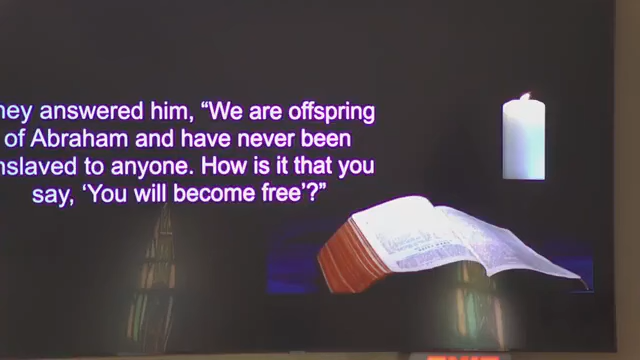 hey answered him, “We are offspring
of Abraham and have never been
nslaved to anyone. How is it that you
say, ‘You will become free’?”